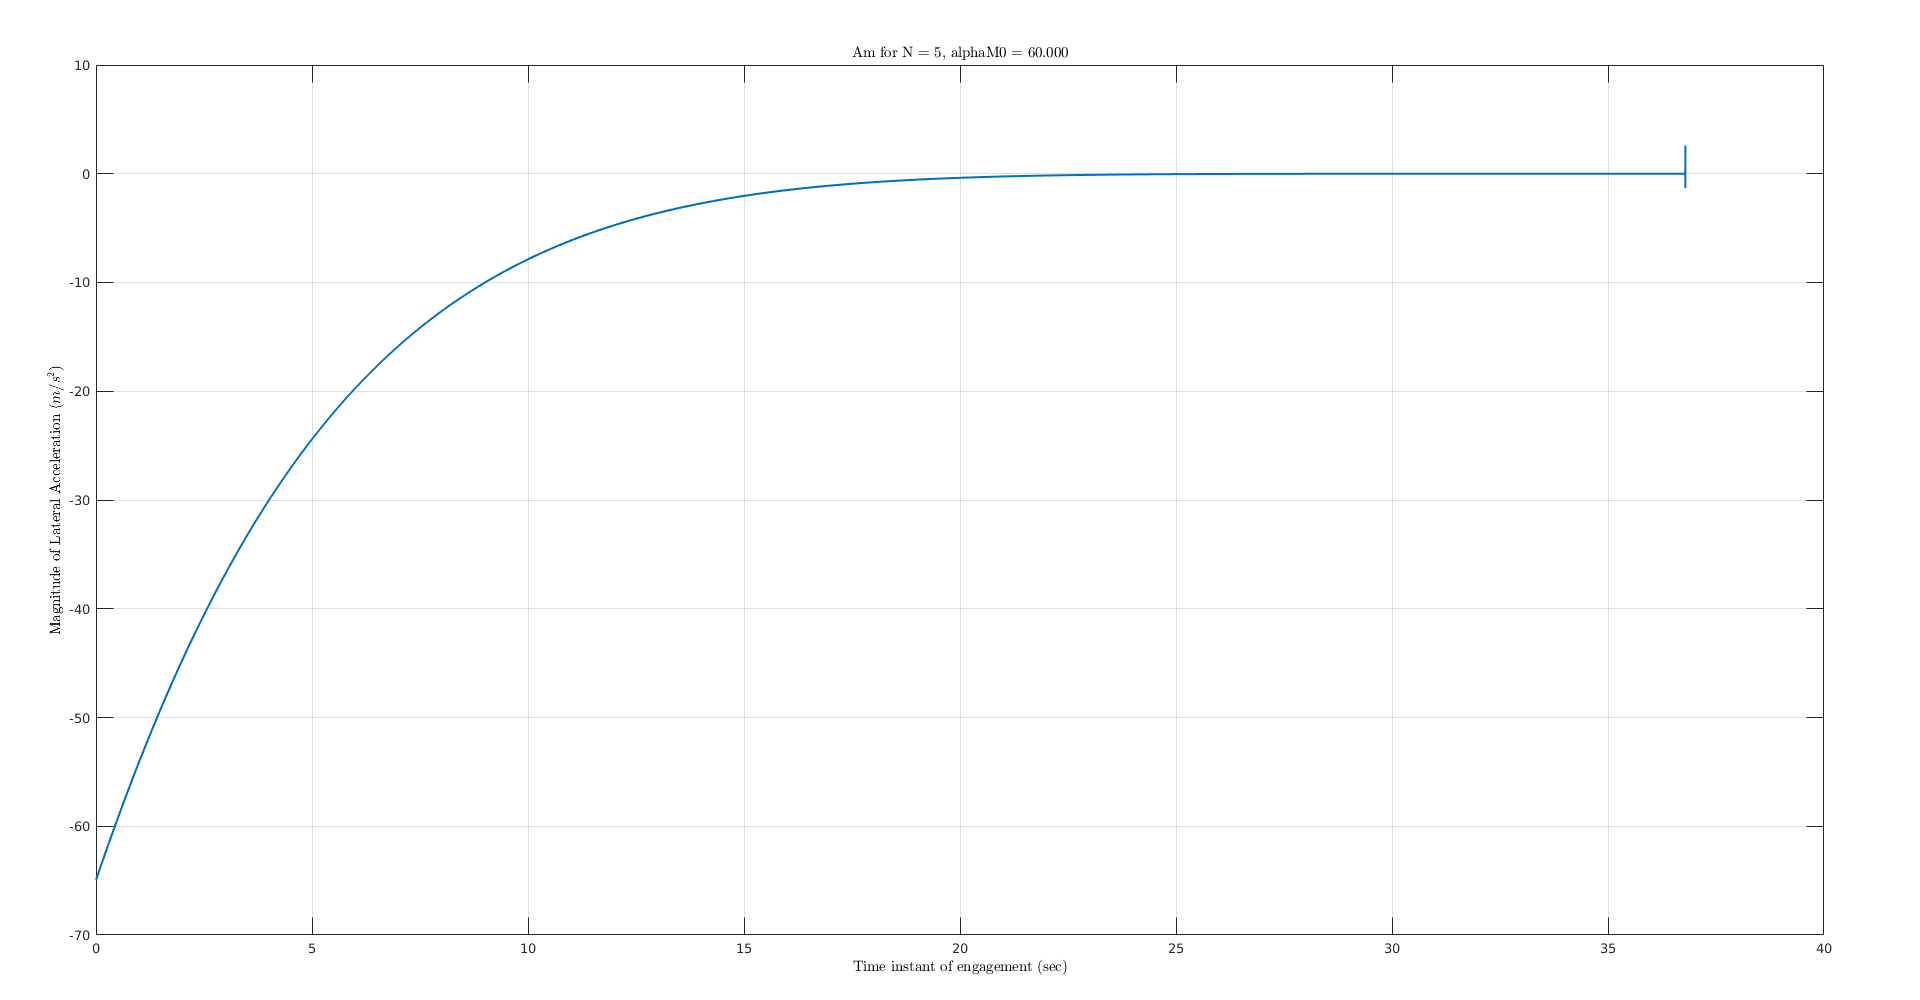 Am for N = 5, alphaM0 = 60.000
10
0
-10
-20
-30
-40
-50
-60
-70
Magnitude of Lateral Acceleration (m/s²)
0 5 10 15 20 25 30 35 40
Time instant of engagement (sec)